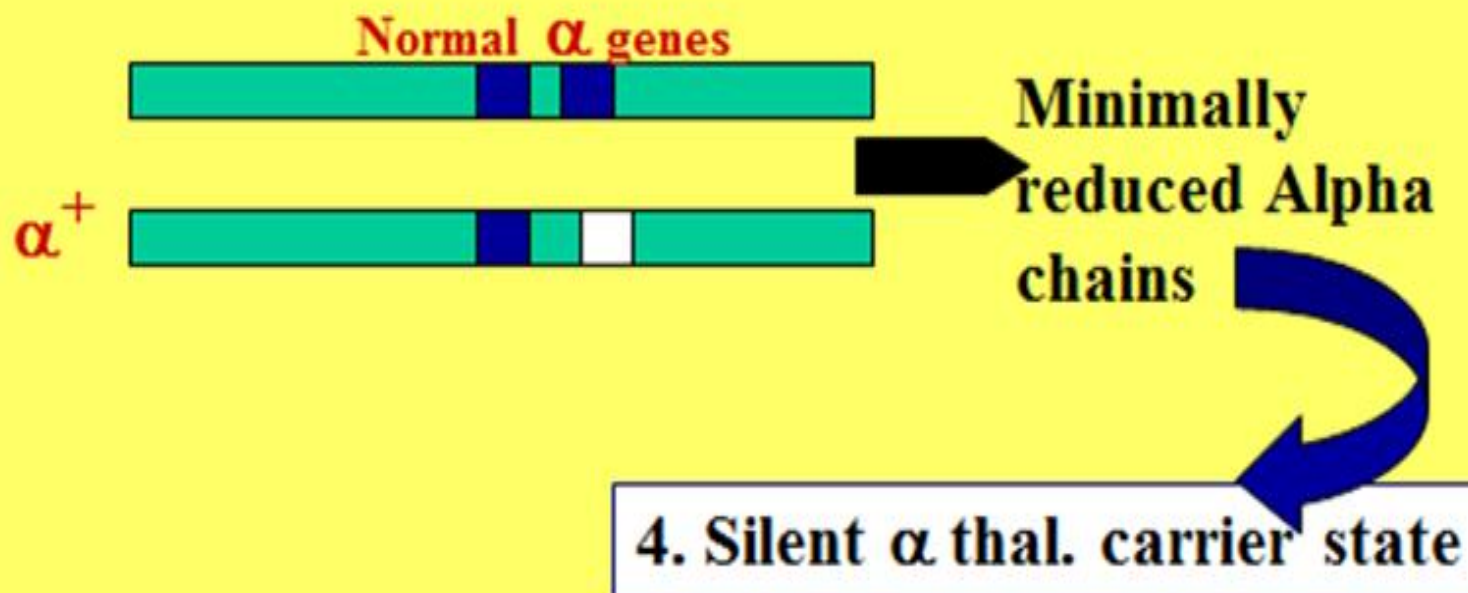 Normal α genes
Minimally
reduced Alpha
chains
α⁺
4. Silent α thal. carrier state